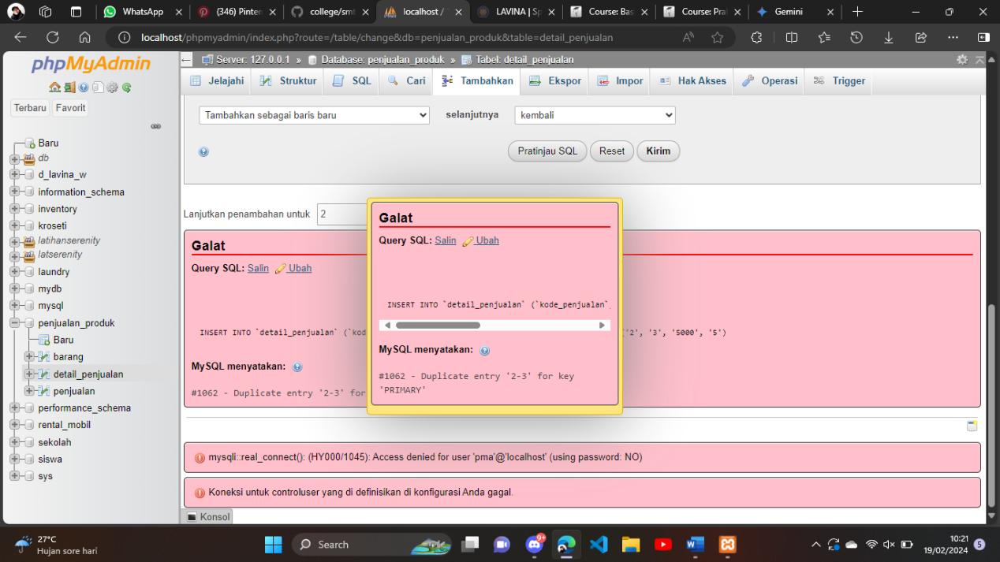 WhatsApp
(346) Pinter
college/smt
localhost /
LAVINA | Sp
Course: Bas
Course: Pral
Gemini
localhost/phpmyadmin/index.php?route=/table/change&db=penjualan_produk&table=detail_penjualan
phpMyAdmin
Terbaru Favorit
Baru
db
d_lavina_w
information_schema
inventory
kroseti
latihanserenity
latserenity
laundry
mydb
mysql
penjualan_produk
Baru
barang
detail_penjualan
penjualan
performance_schema
rental_mobil
sekolah
siswa
sys
Server: 127.0.0.1 » Database: penjualan_produk » Tabel: detail_penjualan
Jelajahi Struktur SQL Cari Tambahkan Ekspor Impor Hak Akses Operasi Trigger
Tambahkan sebagai baris baru selanjutnya kembali
Pratinjau SQL Reset Kirim
Lanjutkan penambahan untuk 2
Galat
Query SQL: Salin Ubah
INSERT INTO `detail_penjualan` (`kod
'2', '3', '5000', '5')
MySQL menyatakan:
#1062 - Duplicate entry '2-3' for
Galat
Query SQL: Salin Ubah
INSERT INTO `detail_penjualan` (`kode_penjualan`,
MySQL menyatakan:
#1062 - Duplicate entry '2-3' for key
'PRIMARY'
mysqli::real_connect(): (HY000/1045): Access denied for user 'pma'@'localhost' (using password: NO)
Koneksi untuk controluser yang di definisikan di konfigurasi Anda gagal.
Konsol
27°C
Hujan sore hari
Search
9+
10:21
19/02/2024
5